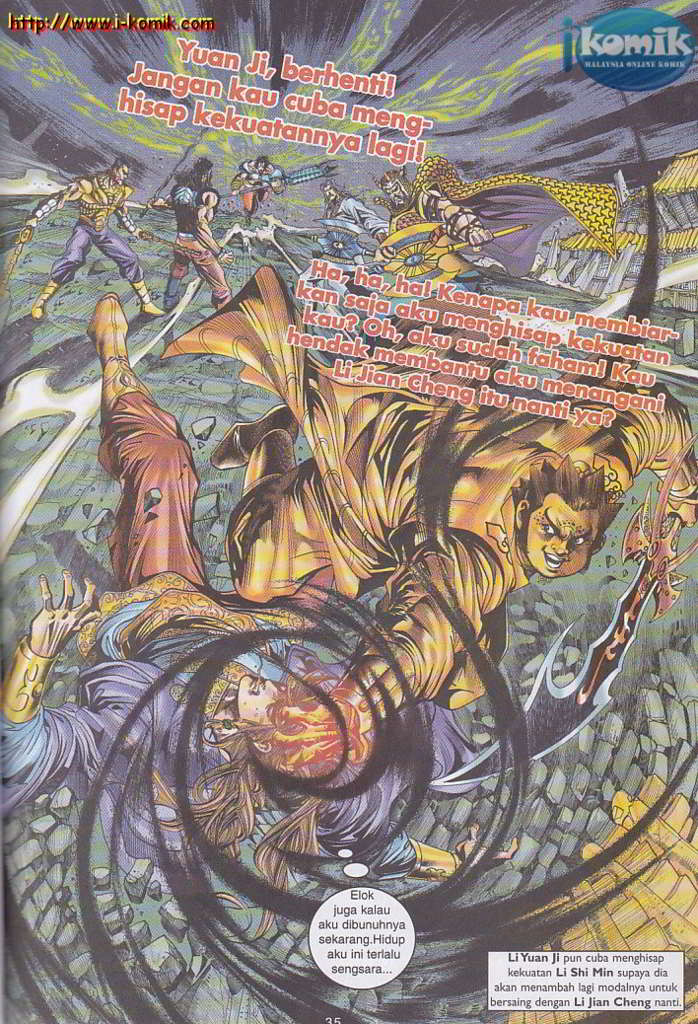 http://www.i-komik.com
ikomik
MALAYSIA ONLINE KOMIK
Yuan Ji, berhenti!
Jangan kau cuba meng-
hisap kekuatannya lagi!
Ha, ha, ha! Kenapa kau membiar-
kan saja aku menghisap kekuatan
kau? Oh, aku sudah faham! Kau
hendak membantu aku menangani
Li Jian Cheng itu nanti ya?
Elok
juga kalau
aku dibunuhnya
sekarang.Hidup
aku ini terlalu
sengsara...
Li Yuan Ji pun cuba menghisap
kekuatan Li Shi Min supaya dia
akan menambah lagi modalnya untuk
bersaing dengan Li Jian Cheng nanti.
35